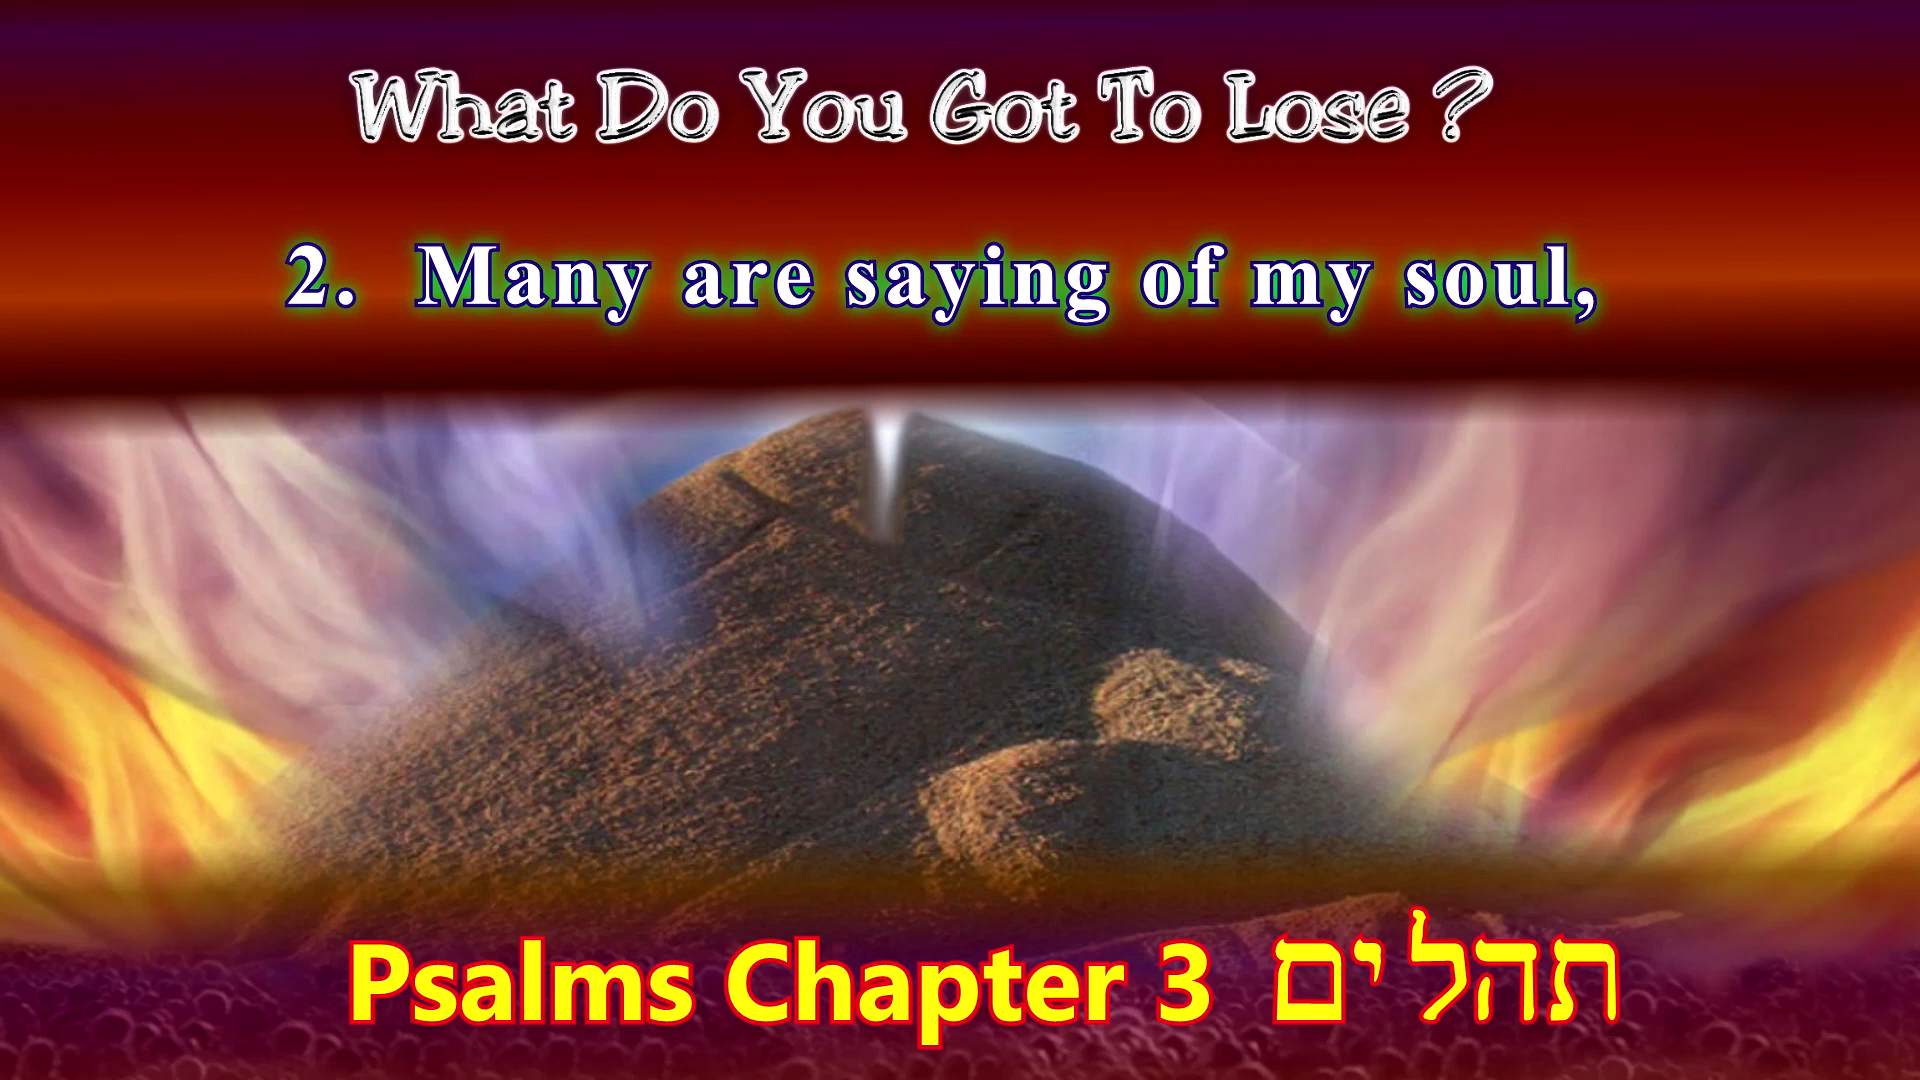 What Do You Got To Lose ?
2. Many are saying of my soul,
Psalms Chapter 3 תהלים